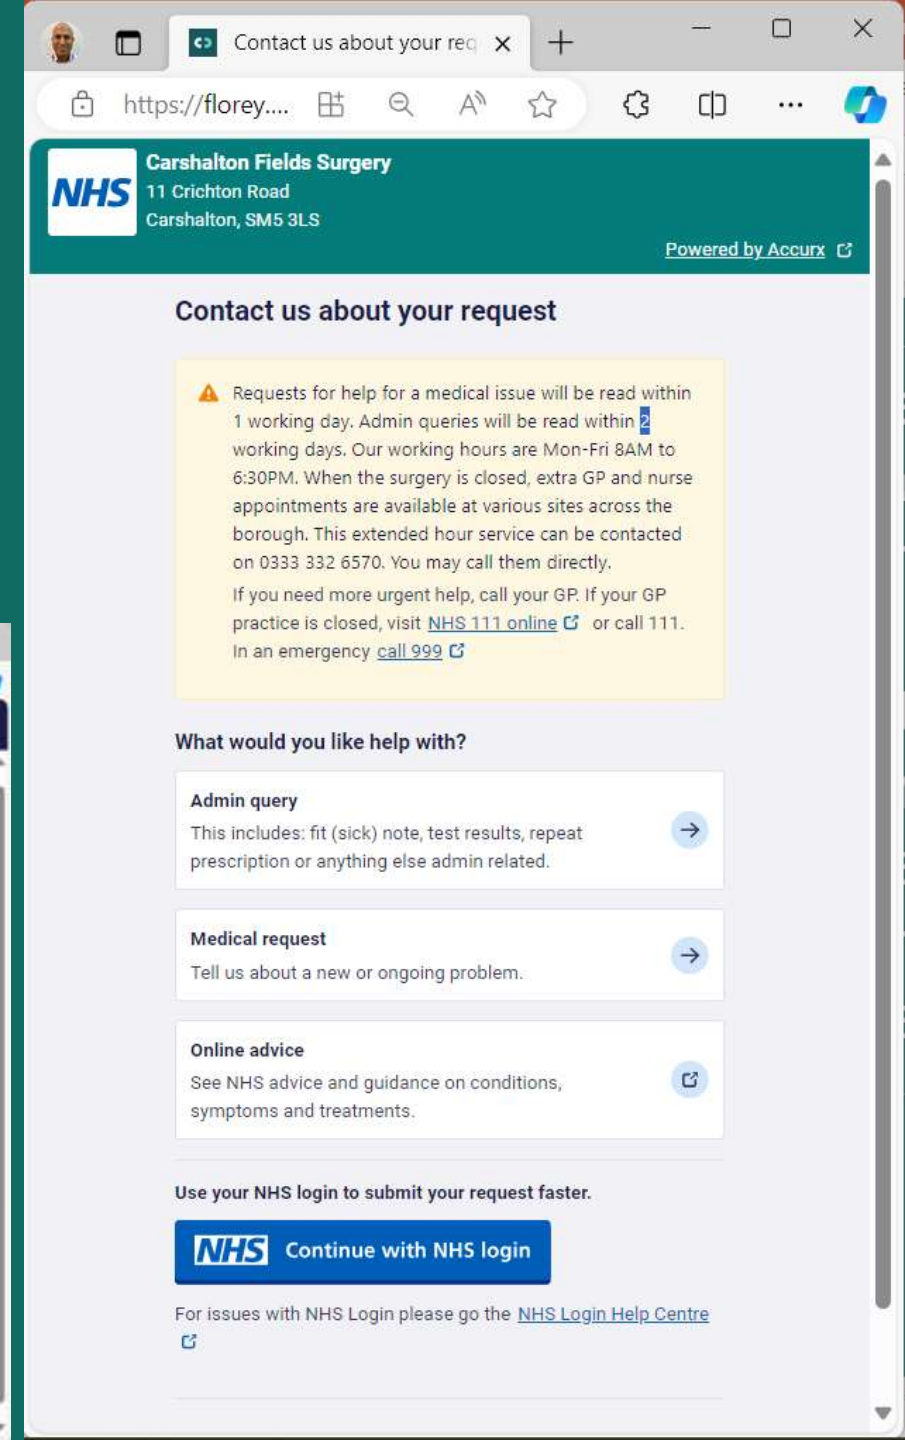 Contact us about your req
https://florey....
NHS
Carshalton Fields Surgery
11 Crichton Road
Carshalton, SM5 3LS
Powered by Accurx
Contact us about your request
Requests for help for a medical issue will be read within
1 working day. Admin queries will be read within 2
working days. Our working hours are Mon-Fri 8AM to
6:30PM. When the surgery is closed, extra GP and nurse
appointments are available at various sites across the
borough. This extended hour service can be contacted
on 0333 332 6570. You may call them directly.
If you need more urgent help, call your GP. If your GP
practice is closed, visit NHS 111 online or call 111.
In an emergency call 999
What would you like help with?
Admin query
This includes: fit (sick) note, test results, repeat
prescription or anything else admin related.
Medical request
Tell us about a new or ongoing problem.
Online advice
See NHS advice and guidance on conditions,
symptoms and treatments.
Use your NHS login to submit your request faster.
NHS Continue with NHS login
For issues with NHS Login please go the NHS Login Help Centre